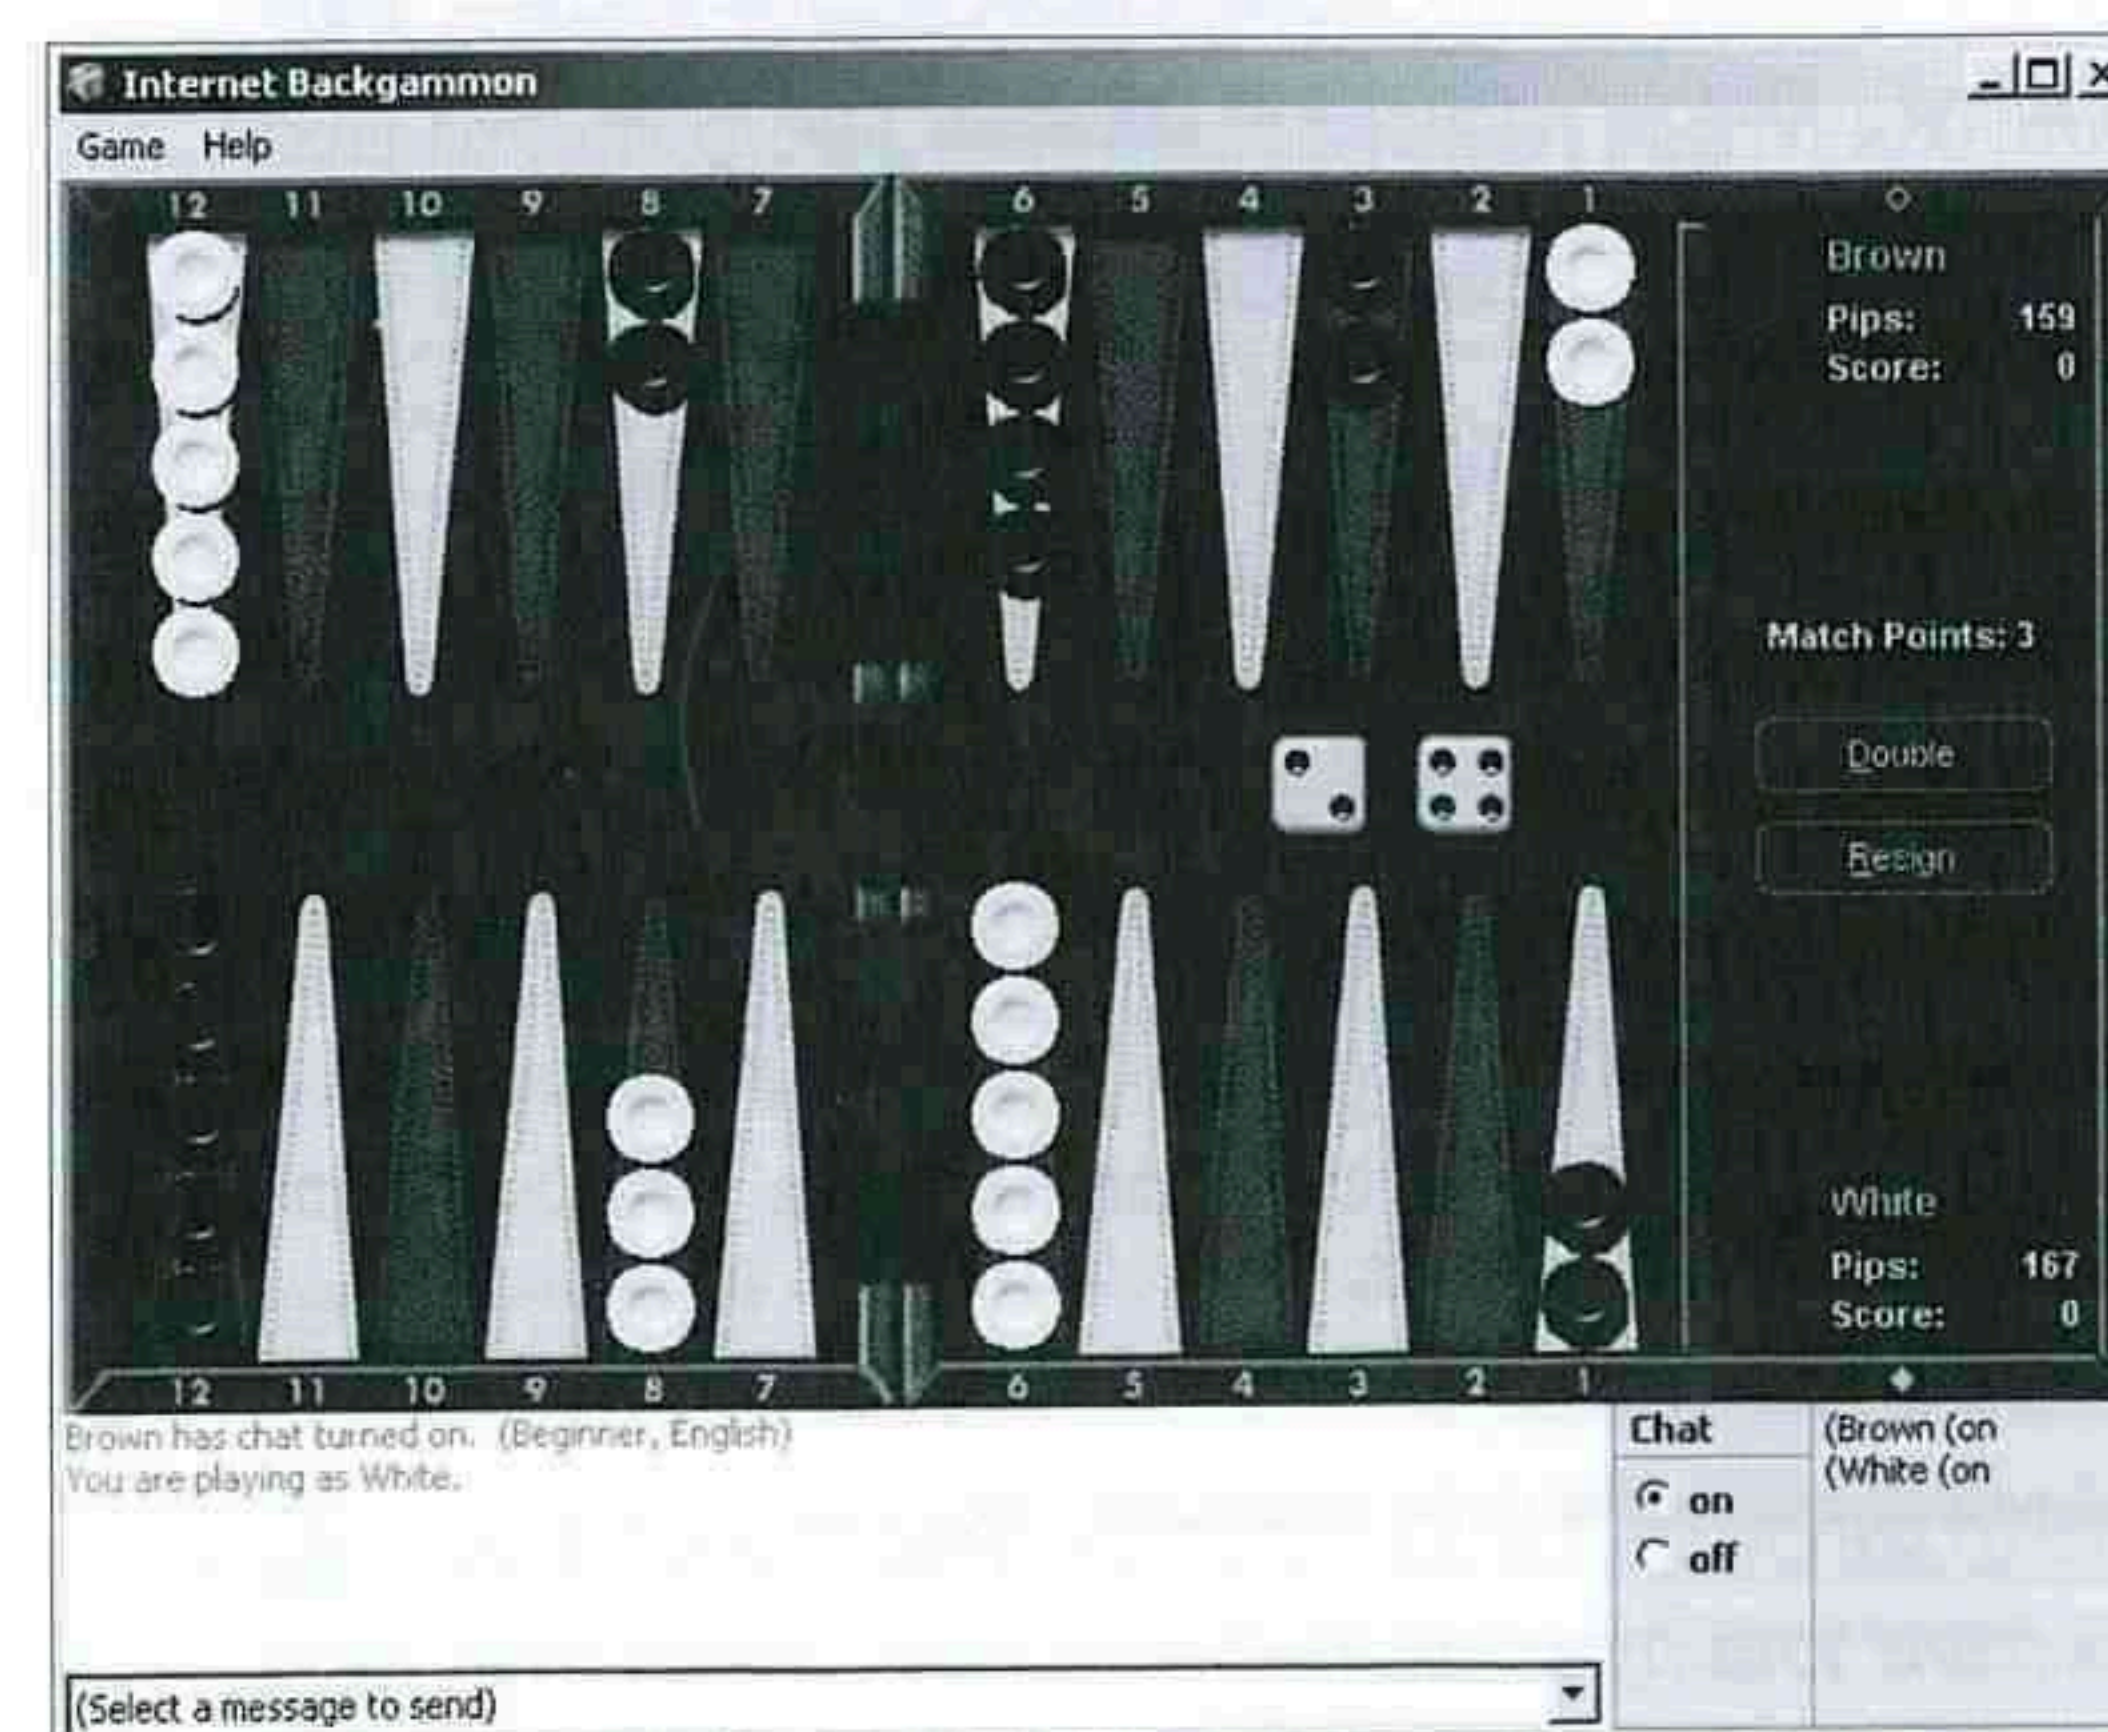 Internet Backgammon
Game Help
12 11 10 9 8 7 6 5 4 3 2 1
Brown
Pips: 159
Score: 0
Match Points: 3
Double
Resign
White
Pips: 167
Score: 0
12 11 10 9 8 7 6 5 4 3 2 1
Brown has chat turned on. (Beginner, English)
You are playing as White.
Chat
on
off
(Brown (on
(White (on
(Select a message to send)